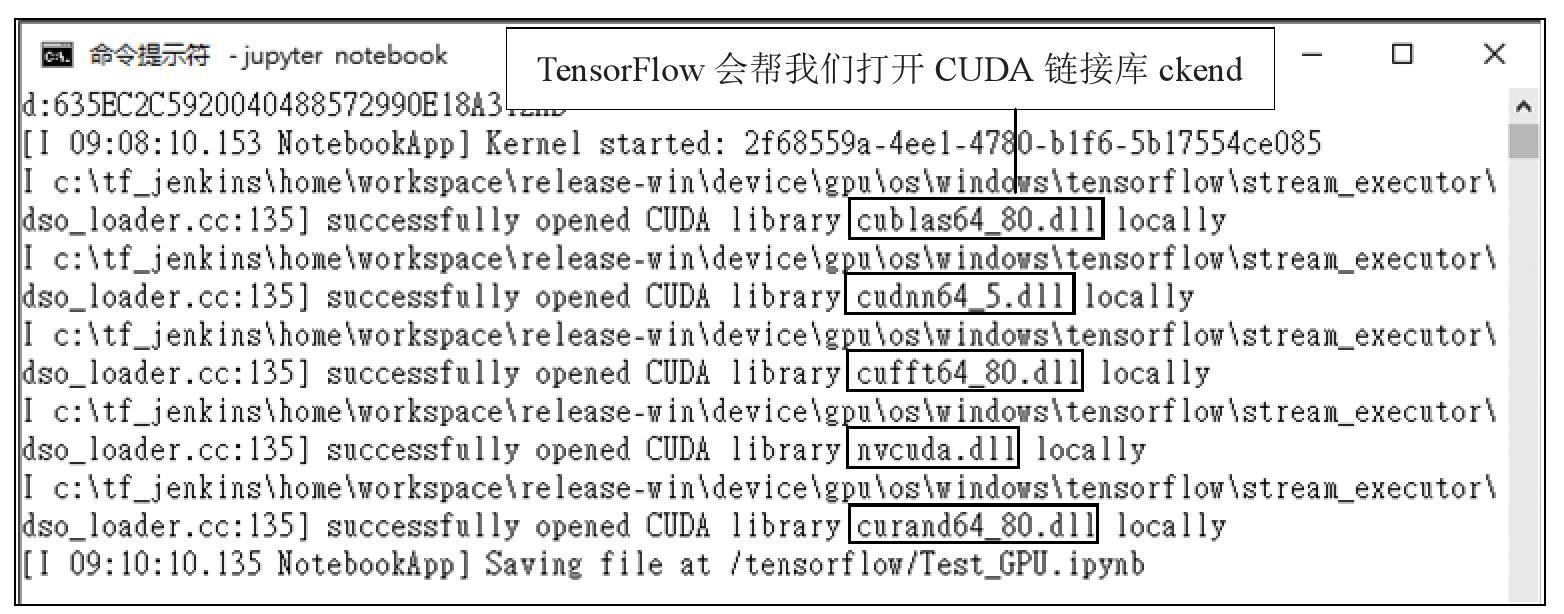 命令提示符 - jupyter notebook
TensorFlow 会帮我们打开 CUDA 链接库 ckend
d:635EC2C5920040488572990E18A3
[I 09:08:10.153 NotebookApp] Kernel started: 2f68559a-4ee1-4780-b1f6-5b17554ce085
I c:\tf_jenkins\home\workspace\release-win\device\gpu\os\windows\tensorflow\stream_executor\
dso_loader.cc:135] successfully opened CUDA library cublas64_80.dll locally
I c:\tf_jenkins\home\workspace\release-win\device\gpu\os\windows\tensorflow\stream_executor\
dso_loader.cc:135] successfully opened CUDA library cudnn64_5.dll locally
I c:\tf_jenkins\home\workspace\release-win\device\gpu\os\windows\tensorflow\stream_executor\
dso_loader.cc:135] successfully opened CUDA library cufft64_80.dll locally
I c:\tf_jenkins\home\workspace\release-win\device\gpu\os\windows\tensorflow\stream_executor\
dso_loader.cc:135] successfully opened CUDA library nvcuda.dll locally
I c:\tf_jenkins\home\workspace\release-win\device\gpu\os\windows\tensorflow\stream_executor\
dso_loader.cc:135] successfully opened CUDA library curand64_80.dll locally
[I 09:10:10.135 NotebookApp] Saving file at /tensorflow/Test_GPU.ipynb